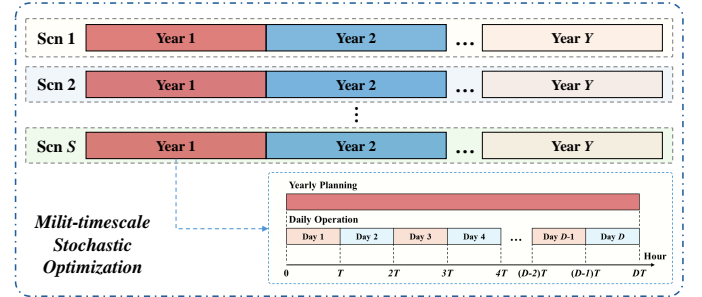 Scn 1 Year 1 Year 2 ... Year Y
Scn 2 Year 1 Year 2 ... Year Y
Scn S Year 1 Year 2 ... Year Y
Milit-timescale
Stochastic
Optimization
Yearly Planning
Daily Operation
Day 1 Day 2 Day 3 Day 4 ... Day D-1 Day D
Hour
0 T 2T 3T 4T (D-2)T (D-1)T DT